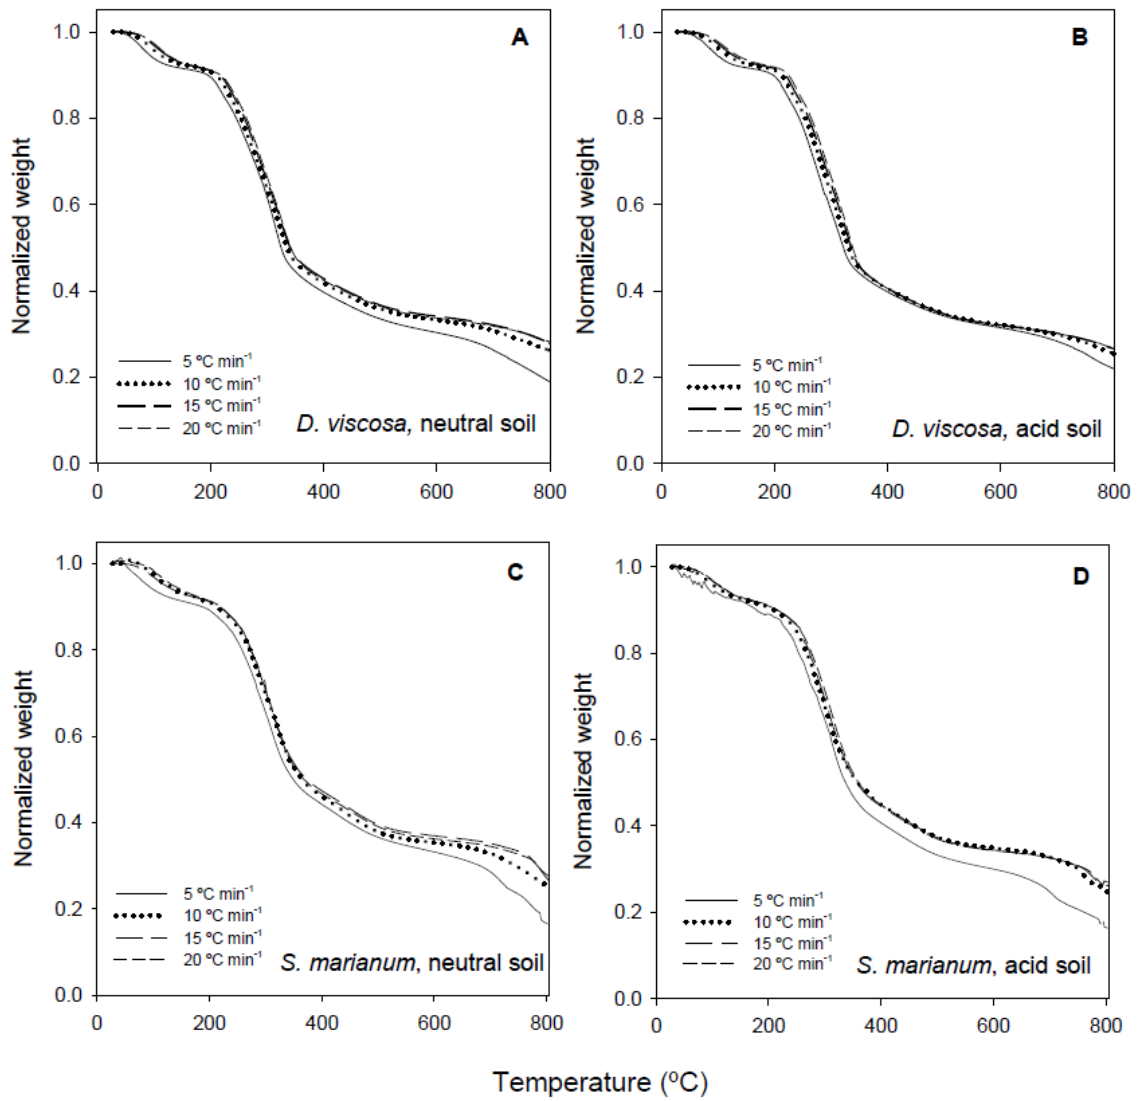 A
1.0
0.8
0.6
0.4
0.2
0.0
Normalized weight
5 ºC min-1
10 ºC min-1
15 ºC min-1
20 ºC min-1
D. viscosa, neutral soil
0 200 400 600 800
B
1.0
0.8
0.6
0.4
0.2
0.0
Normalized weight
5 ºC min-1
10 ºC min-1
15 ºC min-1
20 ºC min-1
D. viscosa, acid soil
0 200 400 600 800
C
1.0
0.8
0.6
0.4
0.2
0.0
Normalized weight
5 ºC min-1
10 ºC min-1
15 ºC min-1
20 ºC min-1
S. marianum, neutral soil
0 200 400 600 800
D
1.0
0.8
0.6
0.4
0.2
0.0
Normalized weight
5 ºC min-1
10 ºC min-1
15 ºC min-1
20 ºC min-1
S. marianum, acid soil
0 200 400 600 800
Temperature (ºC)